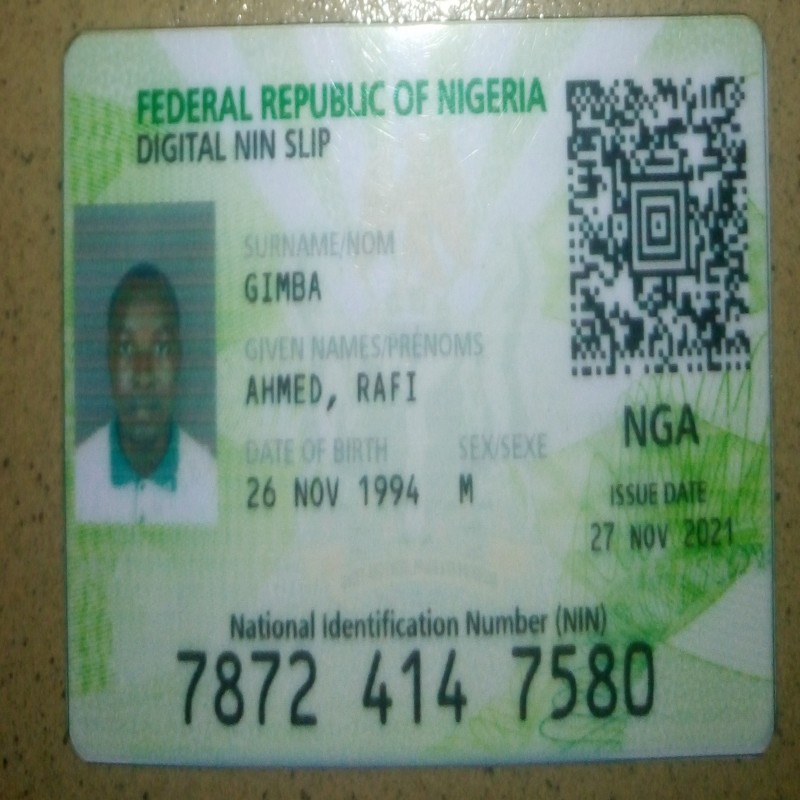 FEDERAL REPUBLIC OF NIGERIA
DIGITAL NIN SLIP
SURNAME/NOM
GIMBA
GIVEN NAMES/PRÉNOMS
AHMED, RAFI
DATE OF BIRTH SEX/SEXE
26 NOV 1994 M
NGA
ISSUE DATE
27 NOV 2021
National Identification Number (NIN)
7872 414 7580